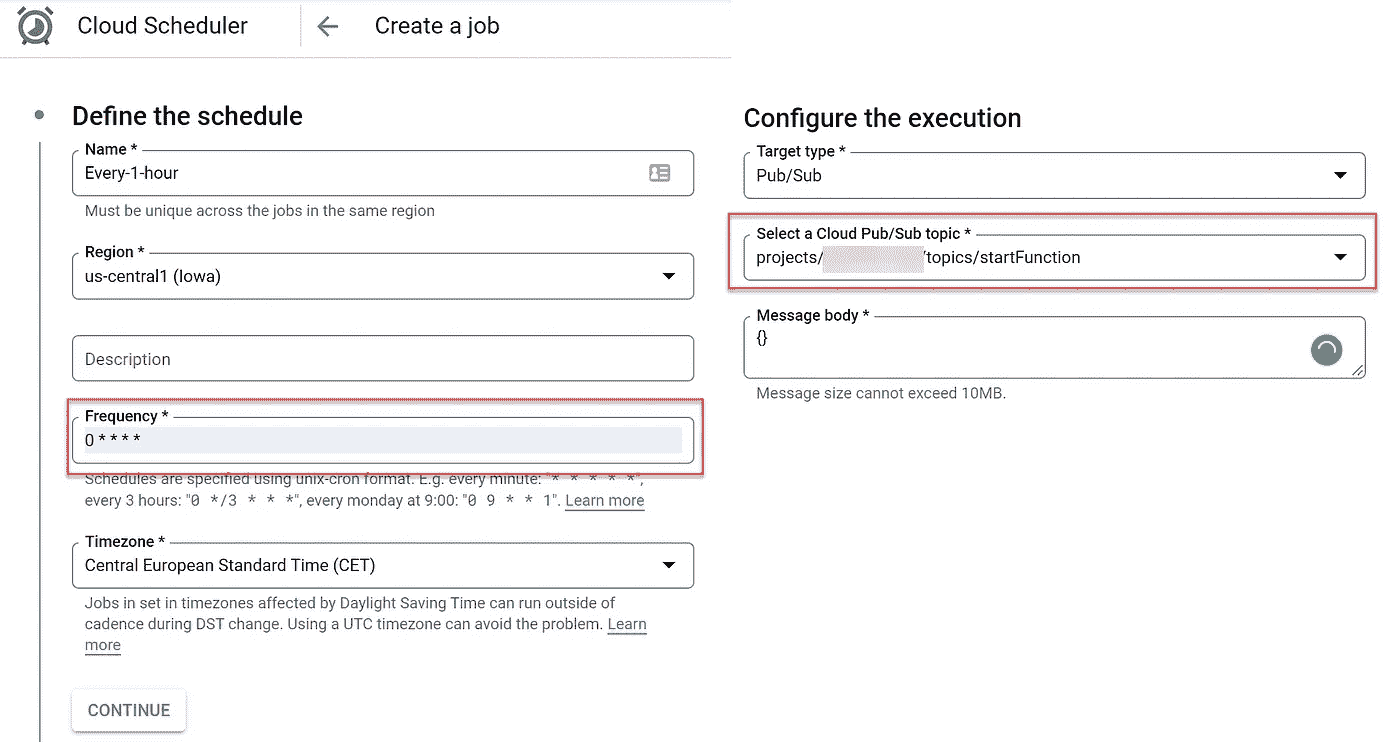 Cloud Scheduler
Create a job
Define the schedule
Name *
Every-1-hour
Must be unique across the jobs in the same region
Region *
us-central1 (Iowa)
Description
Frequency *
0 * * * *
Schedules are specified using unix-cron format. E.g. every minute: "* * * * *",
every 3 hours: "0 */3 * * *", every monday at 9:00: "0 9 * * 1". Learn more
Timezone *
Central European Standard Time (CET)
Jobs in set in timezones affected by Daylight Saving Time can run outside of
cadence during DST change. Using a UTC timezone can avoid the problem. Learn
more
CONTINUE
Configure the execution
Target type *
Pub/Sub
Select a Cloud Pub/Sub topic *
projects/ /topics/startFunction
Message body *
{}
Message size cannot exceed 10MB.